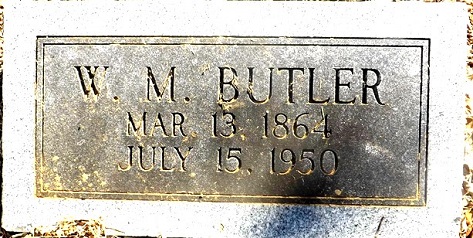 W. M. BUTLER
MAR. 13. 1864
JULY 15. 1950